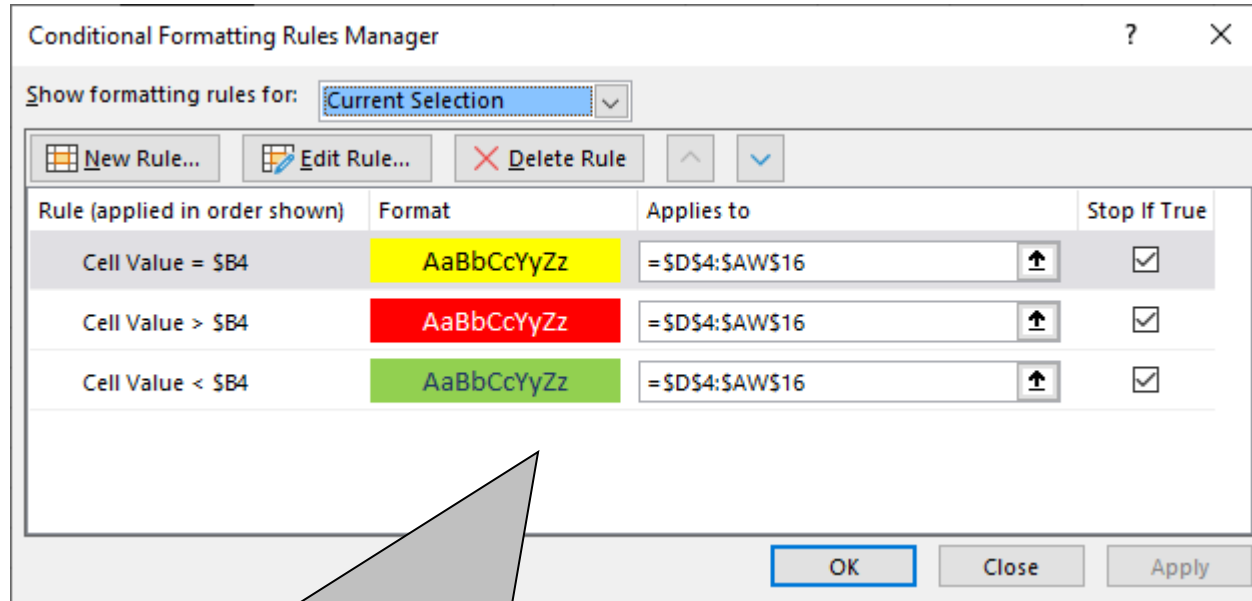 Conditional Formatting Rules Manager ?
Show formatting rules for: Current Selection
New Rule... Edit Rule... Delete Rule
Rule (applied in order shown) Format Applies to Stop If True
Cell Value = $B4 AaBbCcYyZz =$D$4:$AW$16
Cell Value > $B4 AaBbCcYyZz =$D$4:$AW$16
Cell Value < $B4 AaBbCcYyZz =$D$4:$AW$16
OK Close Apply